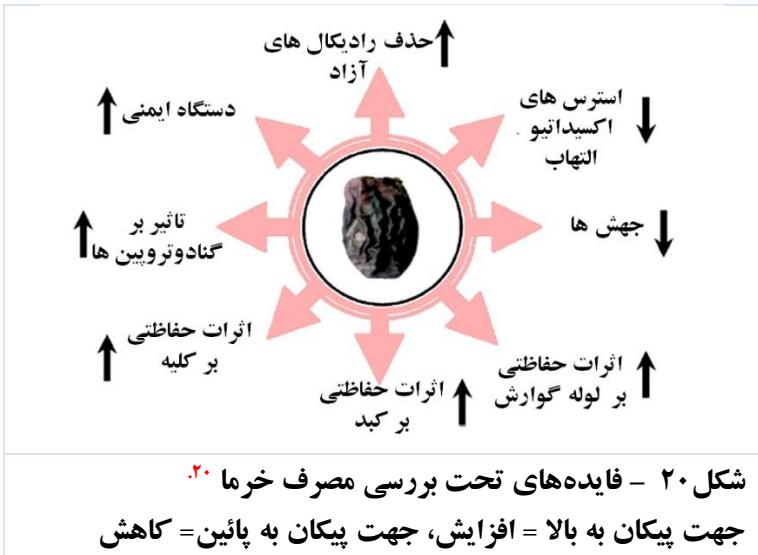 حذف رادیکال های
آزاد
استرس های
اکسیداتیو .
التهاب
جهش ها
اثرات حفاظتی
بر لوله گوارش
اثرات حفاظتی
بر کبد
اثرات حفاظتی
بر کلیه
تاثیر بر
گنادوتروپین ها
دستگاه ایمنی
شکل۲۰ - فایده‌های تحت بررسی مصرف خرما ۲۰.
جهت پیکان به بالا = افزایش، جهت پیکان به پائین= کاهش